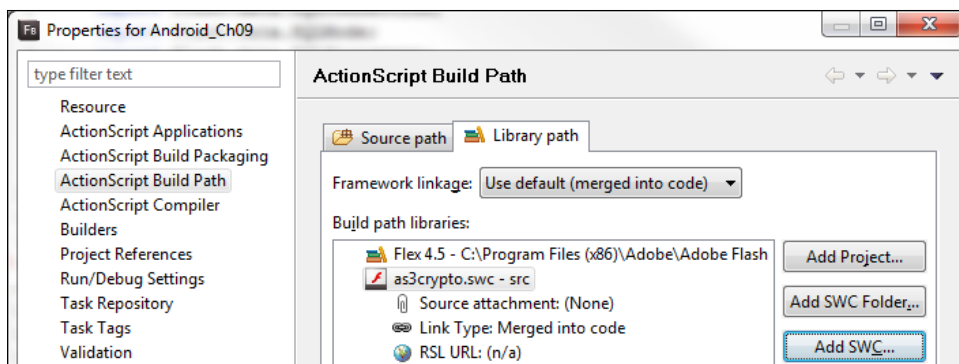 FB Properties for Android_Ch09
type filter text
Resource
ActionScript Applications
ActionScript Build Packaging
ActionScript Build Path
ActionScript Compiler
Builders
Project References
Run/Debug Settings
Task Repository
Task Tags
Validation
ActionScript Build Path
Source path
Library path
Framework linkage: Use default (merged into code)
Build path libraries:
Flex 4.5 - C:\Program Files (x86)\Adobe\Adobe Flash
as3crypto.swc - src
Source attachment: (None)
Link Type: Merged into code
RSL URL: (n/a)
Add Project...
Add SWC Folder...
Add SWC...